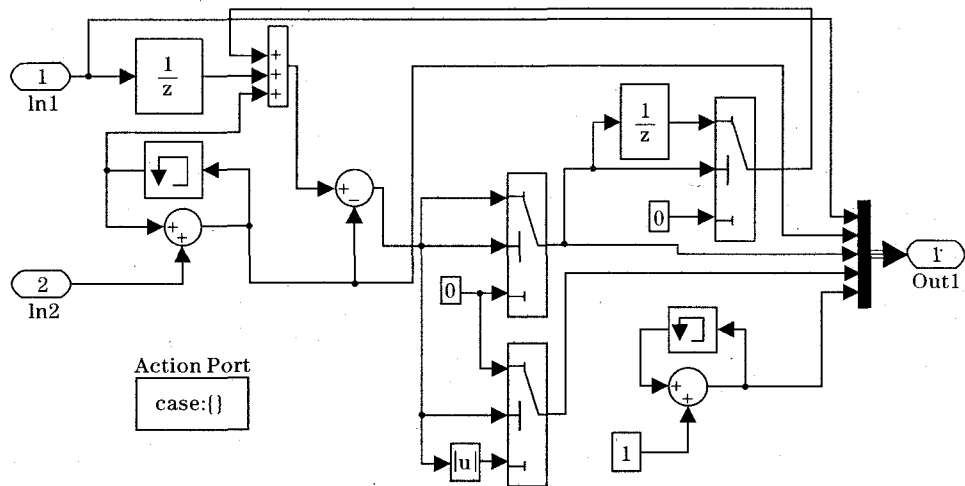 1
In1
1
z
+
+
+
1
z
+
−
0
1
Out1
+
+
2
In2
0
Action Port
case:{}
|u|
+
+
1